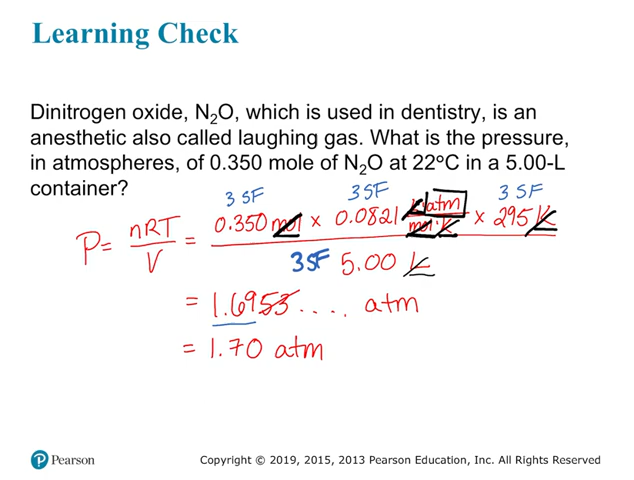 Learning Check
Dinitrogen oxide, N₂O, which is used in dentistry, is an
anesthetic also called laughing gas. What is the pressure,
in atmospheres, of 0.350 mole of N₂O at 22°C in a 5.00-L
container?
3 SF 3 SF 3 SF
P = nRT/V = 0.350 mol × 0.0821 L·atm/mol·K × 295 K
3SF 5.00 L
= 1.6953.... atm
= 1.70 atm
Pearson
Copyright © 2019, 2015, 2013 Pearson Education, Inc. All Rights Reserved